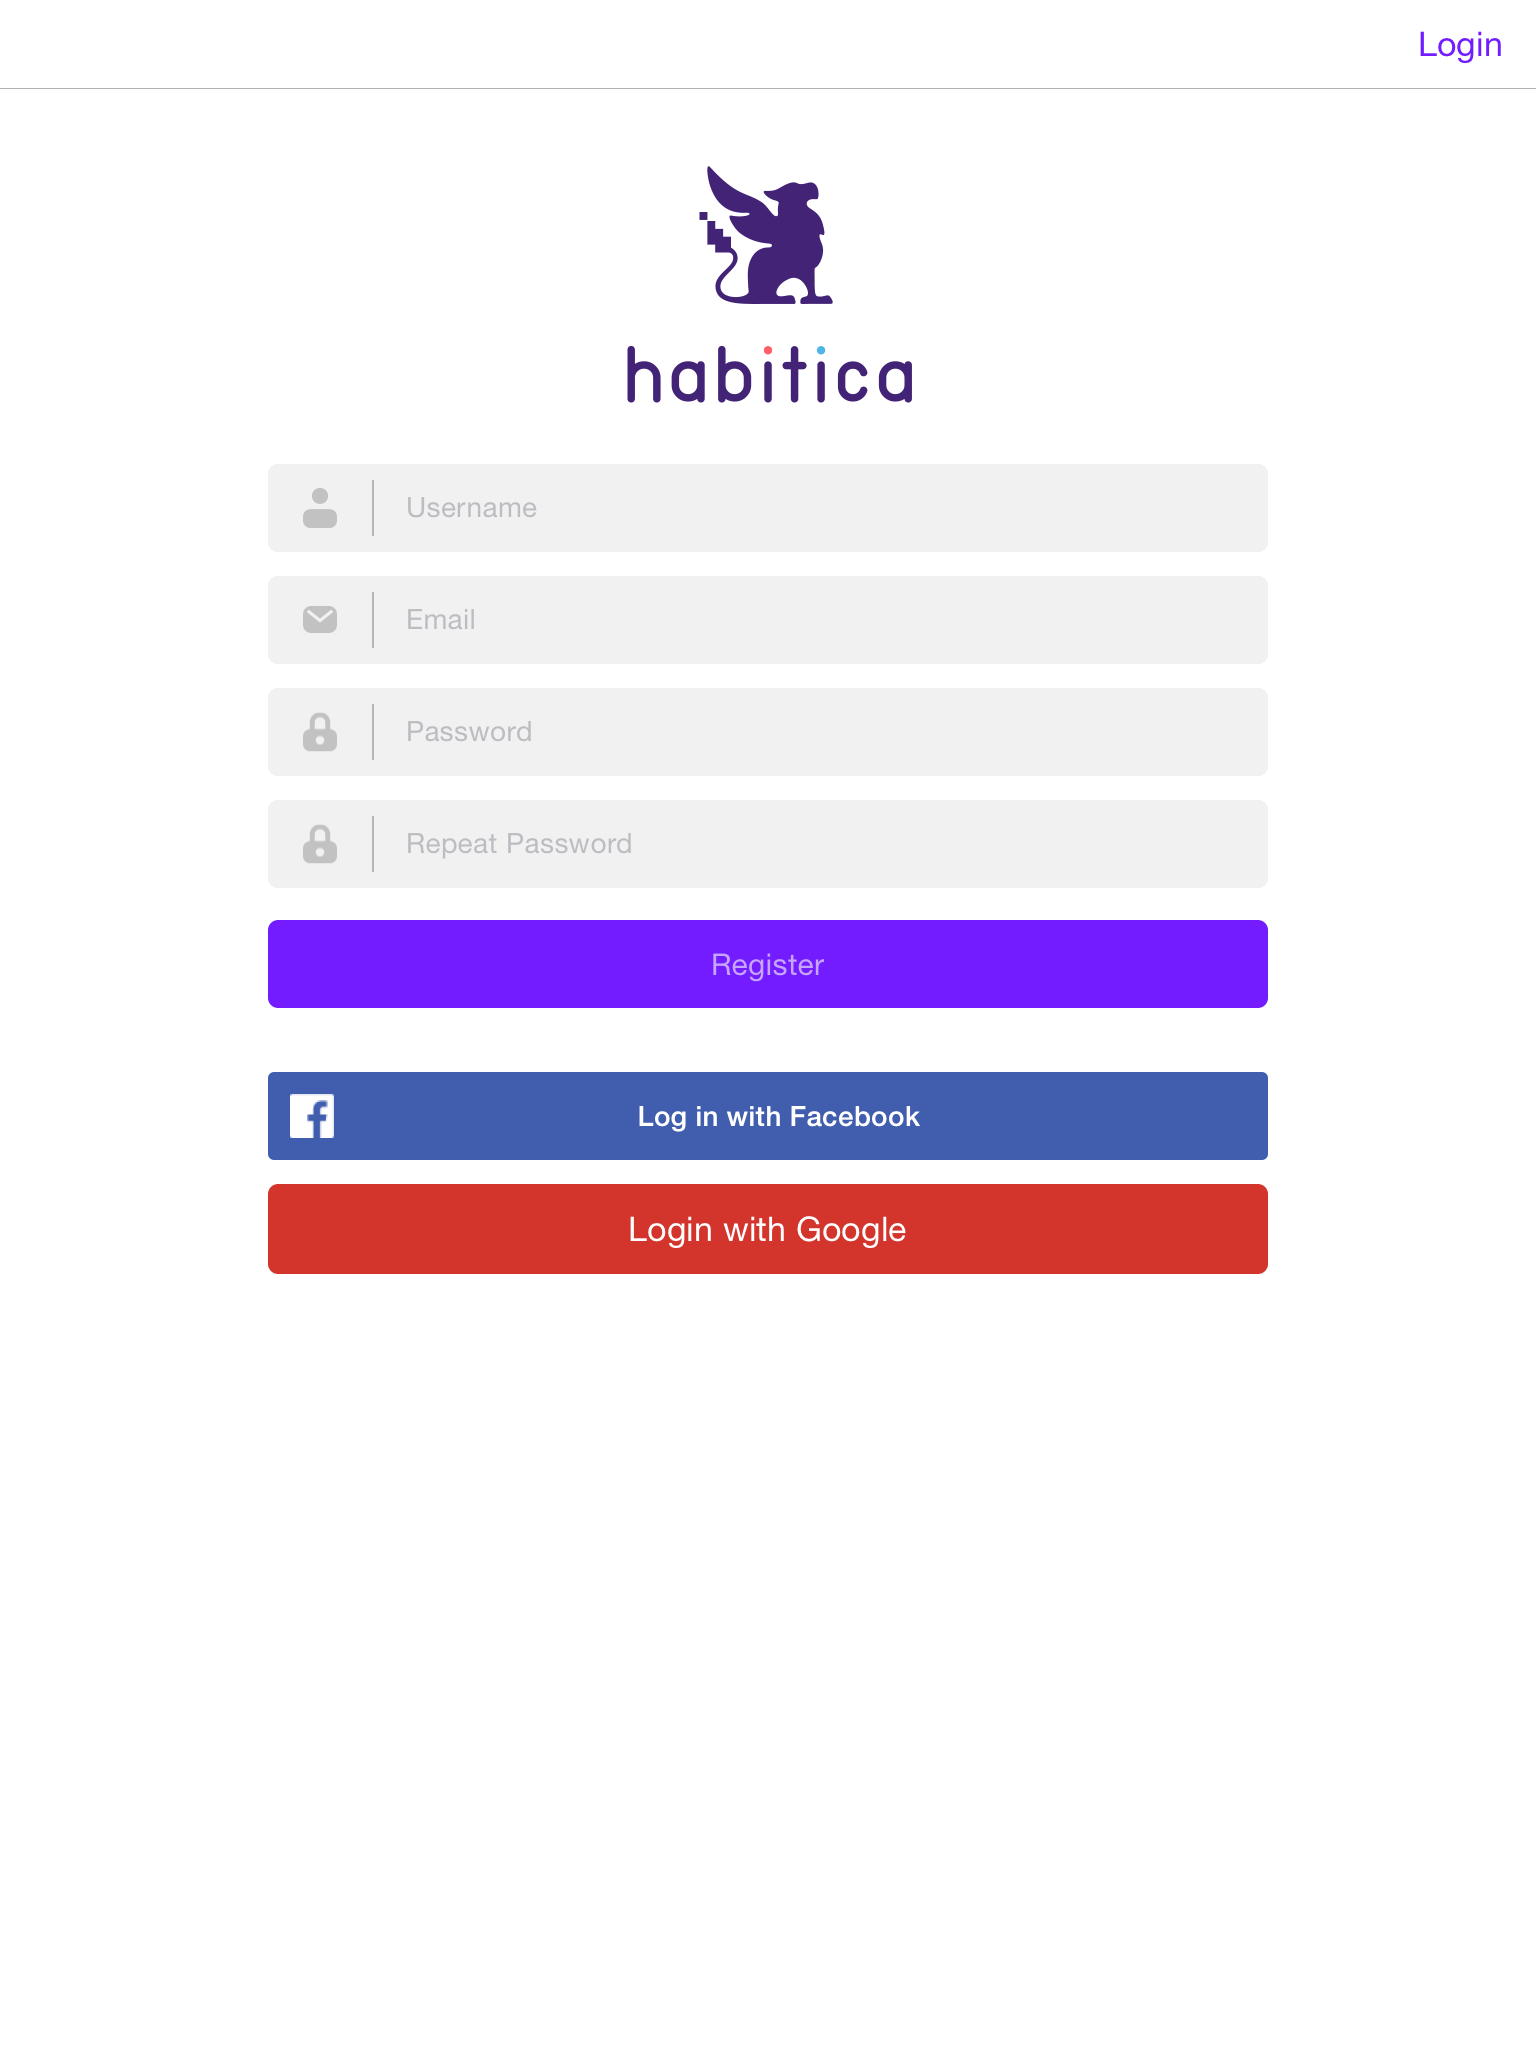 Login
habitica
Username
Email
Password
Repeat Password
Register
Log in with Facebook
Login with Google